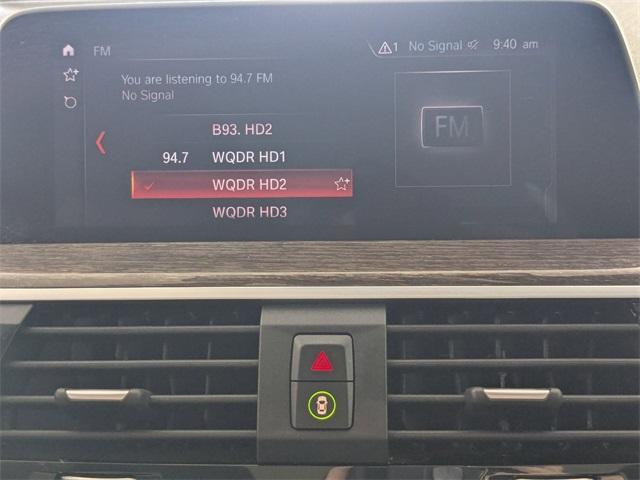 FM
1 No Signal 9:40 am
You are listening to 94.7 FM
No Signal
B93. HD2
94.7 WQDR HD1
WQDR HD2
WQDR HD3
FM